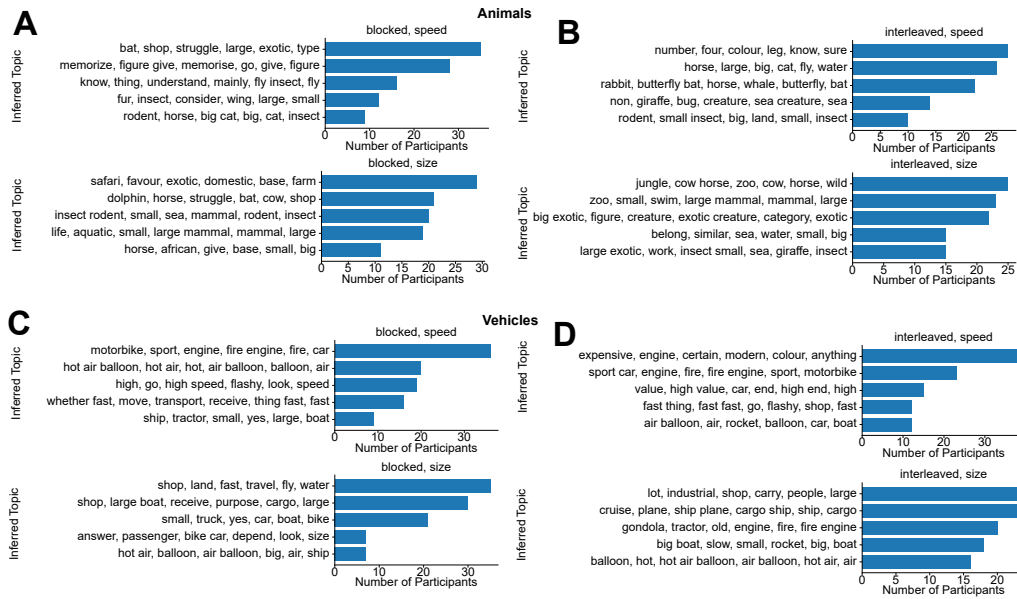 Animals
A
blocked, speed
Inferred Topic
bat, shop, struggle, large, exotic, type
memorize, figure give, memorise, go, give, figure
know, thing, understand, mainly, fly insect, fly
fur, insect, consider, wing, large, small
rodent, horse, big cat, big, cat, insect
0 10 20 30
Number of Participants
blocked, size
Inferred Topic
safari, favour, exotic, domestic, base, farm
dolphin, horse, struggle, bat, cow, shop
insect rodent, small, sea, mammal, rodent, insect
life, aquatic, small, large mammal, mammal, large
horse, african, give, base, small, big
0 5 10 15 20 25 30
Number of Participants
B
interleaved, speed
Inferred Topic
number, four, colour, leg, know, sure
horse, large, big, cat, fly, water
rabbit, butterfly bat, horse, whale, butterfly, bat
non, giraffe, bug, creature, sea creature, sea
rodent, small insect, big, land, small, insect
0 5 10 15 20 25
Number of Participants
interleaved, size
Inferred Topic
jungle, cow horse, zoo, cow, horse, wild
zoo, small, swim, large mammal, mammal, large
big exotic, figure, creature, exotic creature, category, exotic
belong, similar, sea, water, small, big
large exotic, work, insect small, sea, giraffe, insect
0 5 10 15 20 25
Number of Participants
Vehicles
C
blocked, speed
Inferred Topic
motorbike, sport, engine, fire engine, fire, car
hot air balloon, hot air, hot, air balloon, balloon, air
high, go, high speed, flashy, look, speed
whether fast, move, transport, receive, thing fast, fast
ship, tractor, small, yes, large, boat
0 10 20 30
Number of Participants
blocked, size
Inferred Topic
shop, land, fast, travel, fly, water
shop, large boat, receive, purpose, cargo, large
small, truck, yes, car, boat, bike
answer, passenger, bike car, depend, look, size
hot air, balloon, air balloon, big, air, ship
0 10 20 30
Number of Participants
D
interleaved, speed
Inferred Topic
expensive, engine, certain, modern, colour, anything
sport car, engine, fire, fire engine, sport, motorbike
value, high value, car, end, high end, high
fast thing, fast fast, go, flashy, shop, fast
air balloon, air, rocket, balloon, car, boat
0 10 20 30
Number of Participants
interleaved, size
Inferred Topic
lot, industrial, shop, carry, people, large
cruise, plane, ship plane, cargo ship, ship, cargo
gondola, tractor, old, engine, fire, fire engine
big boat, slow, small, rocket, big, boat
balloon, hot, hot air balloon, air balloon, hot air, air
0 5 10 15 20
Number of Participants